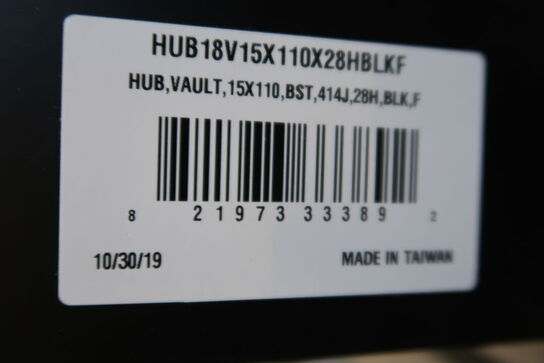 HUB18V15X110X28HBLKF
HUB,VAULT,15X110,BST,414J,28H,BLK,F
8 21973 33389 2
10/30/19 MADE IN TAIWAN